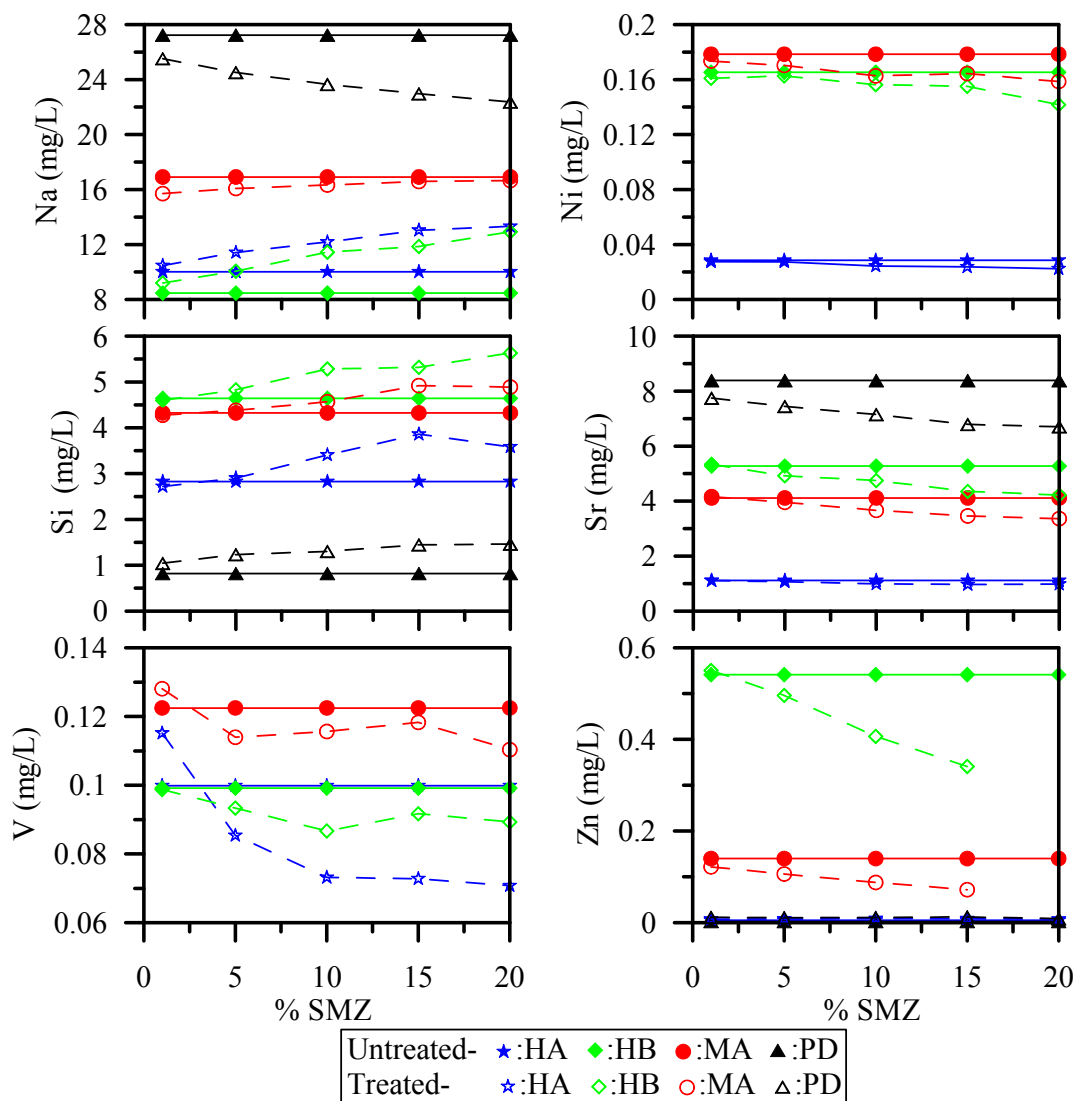 28
24
20
16
12
8
Na (mg/L)
0.2
0.16
0.12
0.08
0.04
0
Ni (mg/L)
6
5
4
3
2
1
0
Si (mg/L)
10
8
6
4
2
0
Sr (mg/L)
0.14
0.12
0.1
0.08
0.06
V (mg/L)
0 5 10 15 20
% SMZ
0.6
0.4
0.2
0
Zn (mg/L)
0 5 10 15 20
% SMZ
Untreated- :HA :HB :MA :PD
Treated- :HA :HB :MA :PD